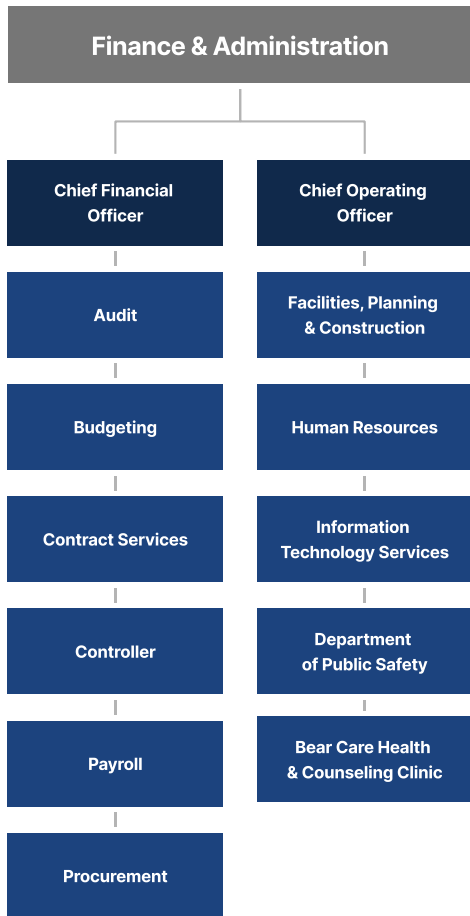 Finance & Administration
Chief Financial
Officer
Audit
Budgeting
Contract Services
Controller
Payroll
Procurement
Chief Operating
Officer
Facilities, Planning
& Construction
Human Resources
Information
Technology Services
Department
of Public Safety
Bear Care Health
& Counseling Clinic